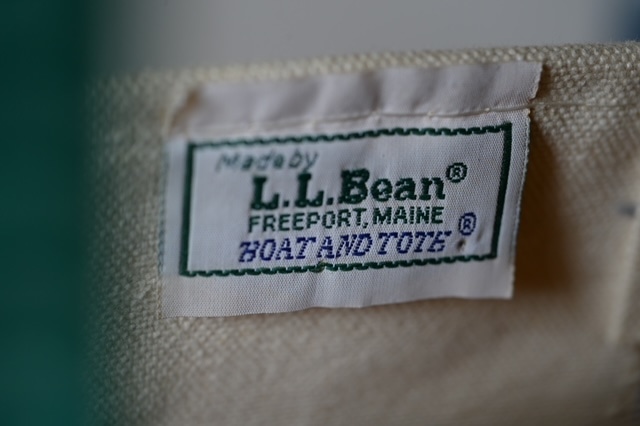 Made by
L.L.Bean®
FREEPORT, MAINE
BOAT AND TOTE®